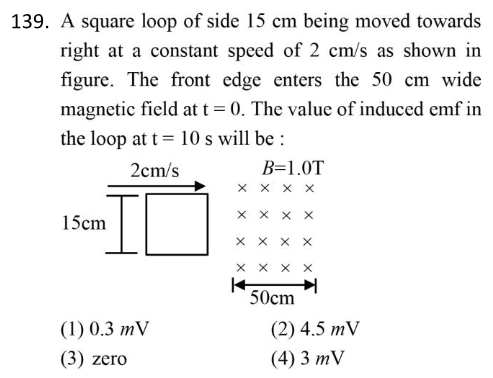 139. A square loop of side 15 cm being moved towards
right at a constant speed of 2 cm/s as shown in
figure. The front edge enters the 50 cm wide
magnetic field at t = 0. The value of induced emf in
the loop at t = 10 s will be :
2cm/s B=1.0T
× × × ×
15cm × × × ×
× × × ×
× × × ×
50cm
(1) 0.3 mV (2) 4.5 mV
(3) zero (4) 3 mV